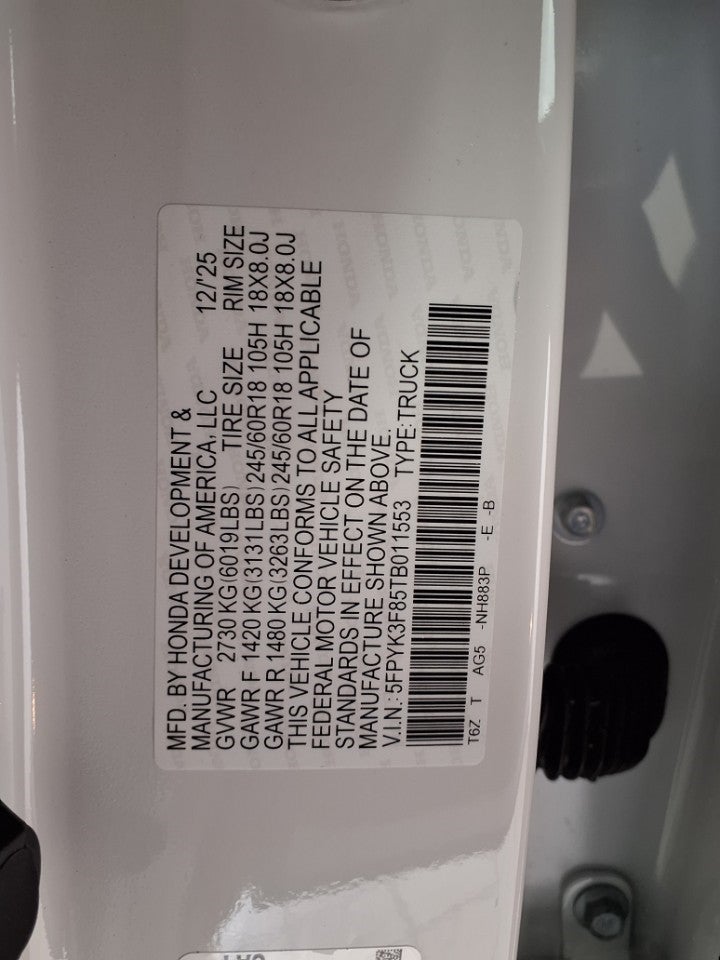 MFD. BY HONDA DEVELOPMENT &
MANUFACTURING OF AMERICA, LLC 12/'25
GVWR 2730 KG(6019LBS) TIRE SIZE RIM SIZE
GAWR F 1420 KG(3131LBS) 245/60R18 105H 18X8.0J
GAWR R 1480 KG(3263LBS) 245/60R18 105H 18X8.0J
THIS VEHICLE CONFORMS TO ALL APPLICABLE
FEDERAL MOTOR VEHICLE SAFETY
STANDARDS IN EFFECT ON THE DATE OF
MANUFACTURE SHOWN ABOVE.
V.I.N.: 5FPYK3F85TB011553 TYPE: TRUCK
T6Z T AG5 -NH883P -E -B